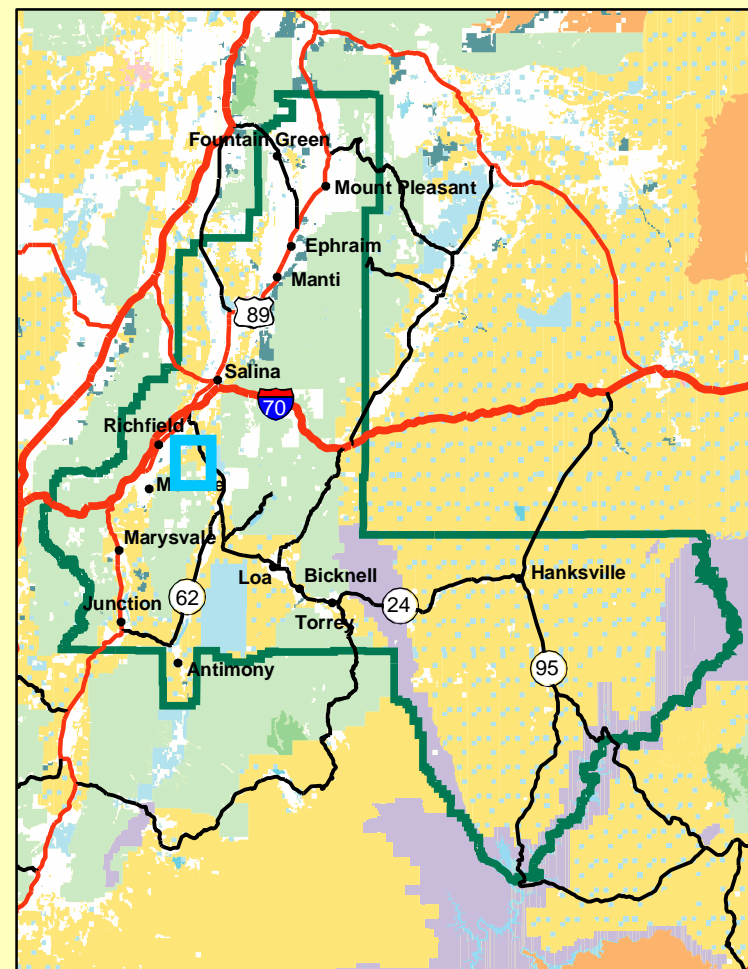 Fountain Green
Mount Pleasant
Ephraim
Manti
89
Salina
70
Richfield
Marysvale
Loa
Bicknell
Hanksville
62
24
Junction
Torrey
95
Antimony